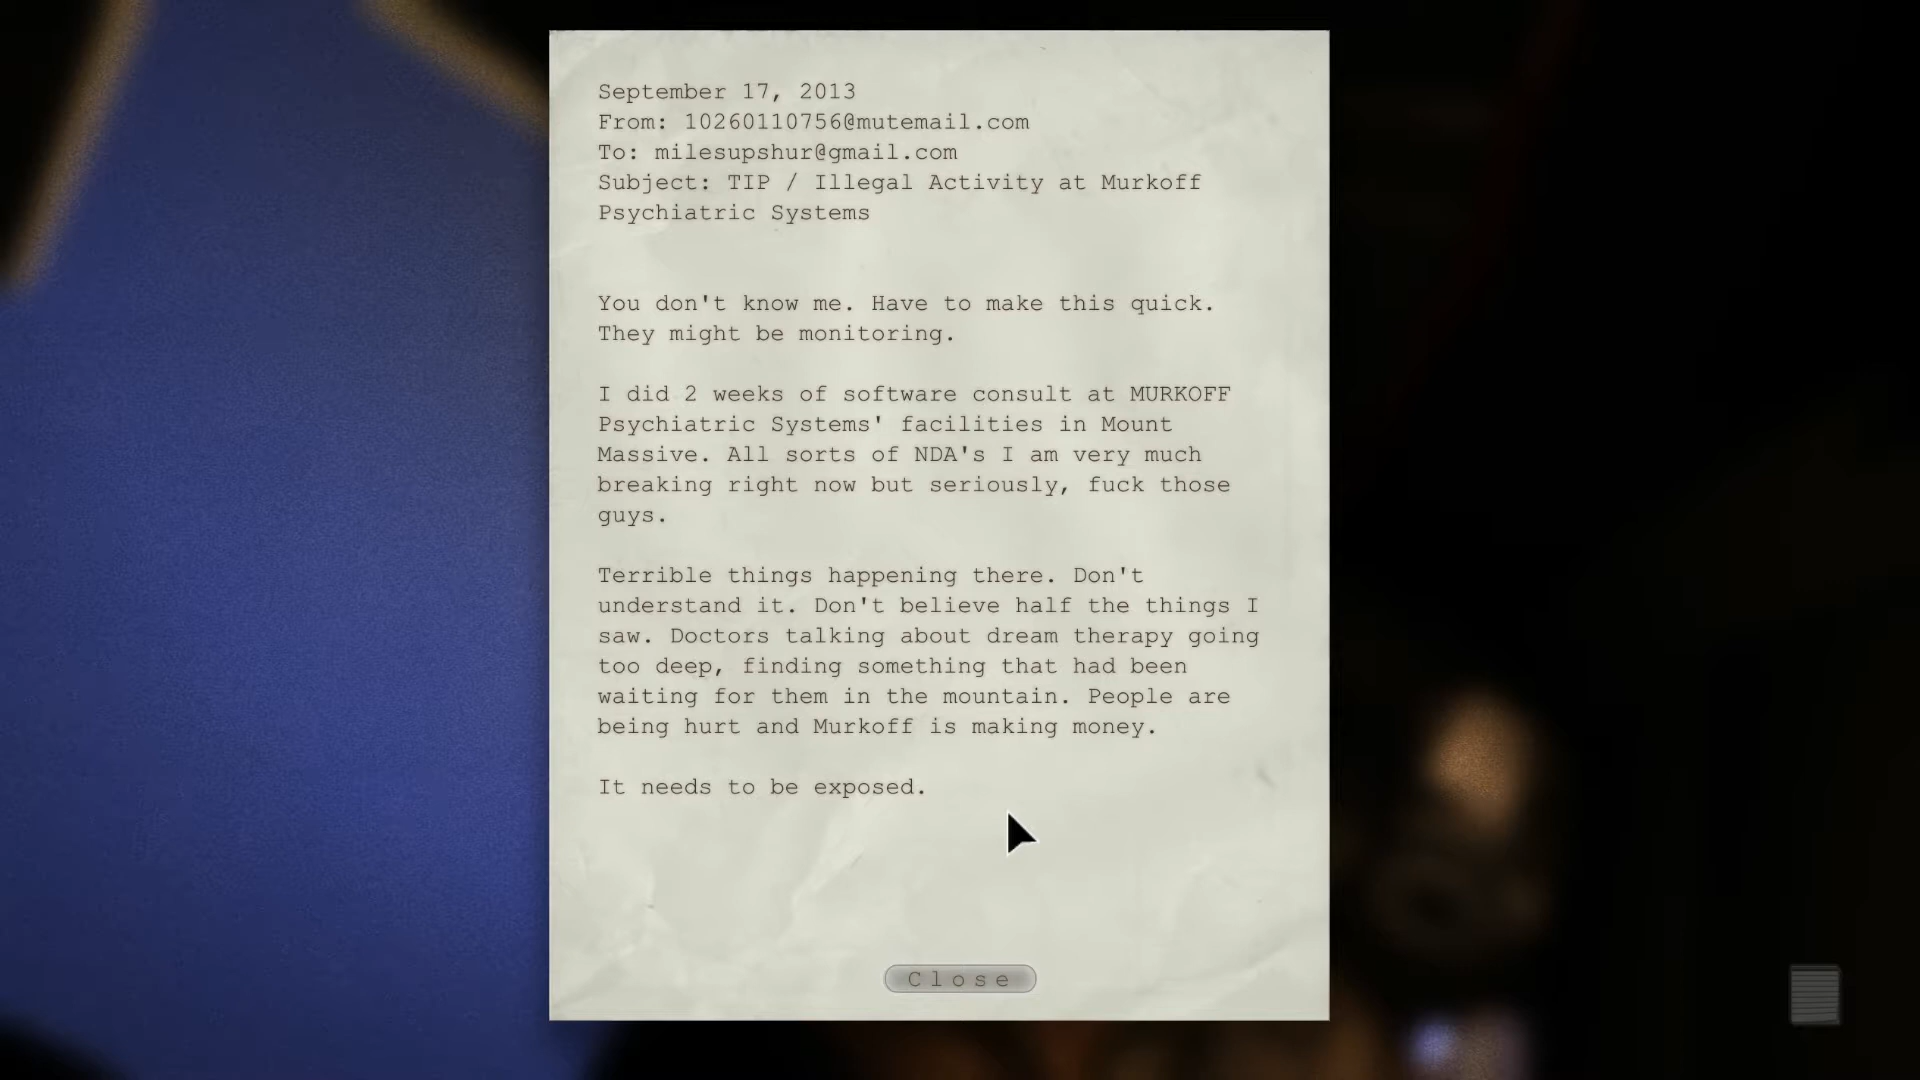 September 17, 2013
From: 10260110756@mutemail.com
To: milesupshur@gmail.com
Subject: TIP / Illegal Activity at Murkoff
Psychiatric Systems
You don't know me. Have to make this quick.
They might be monitoring.
I did 2 weeks of software consult at MURKOFF
Psychiatric Systems' facilities in Mount
Massive. All sorts of NDA's I am very much
breaking right now but seriously, fuck those
guys.
Terrible things happening there. Don't
understand it. Don't believe half the things I
saw. Doctors talking about dream therapy going
too deep, finding something that had been
waiting for them in the mountain. People are
being hurt and Murkoff is making money.
It needs to be exposed.
Close